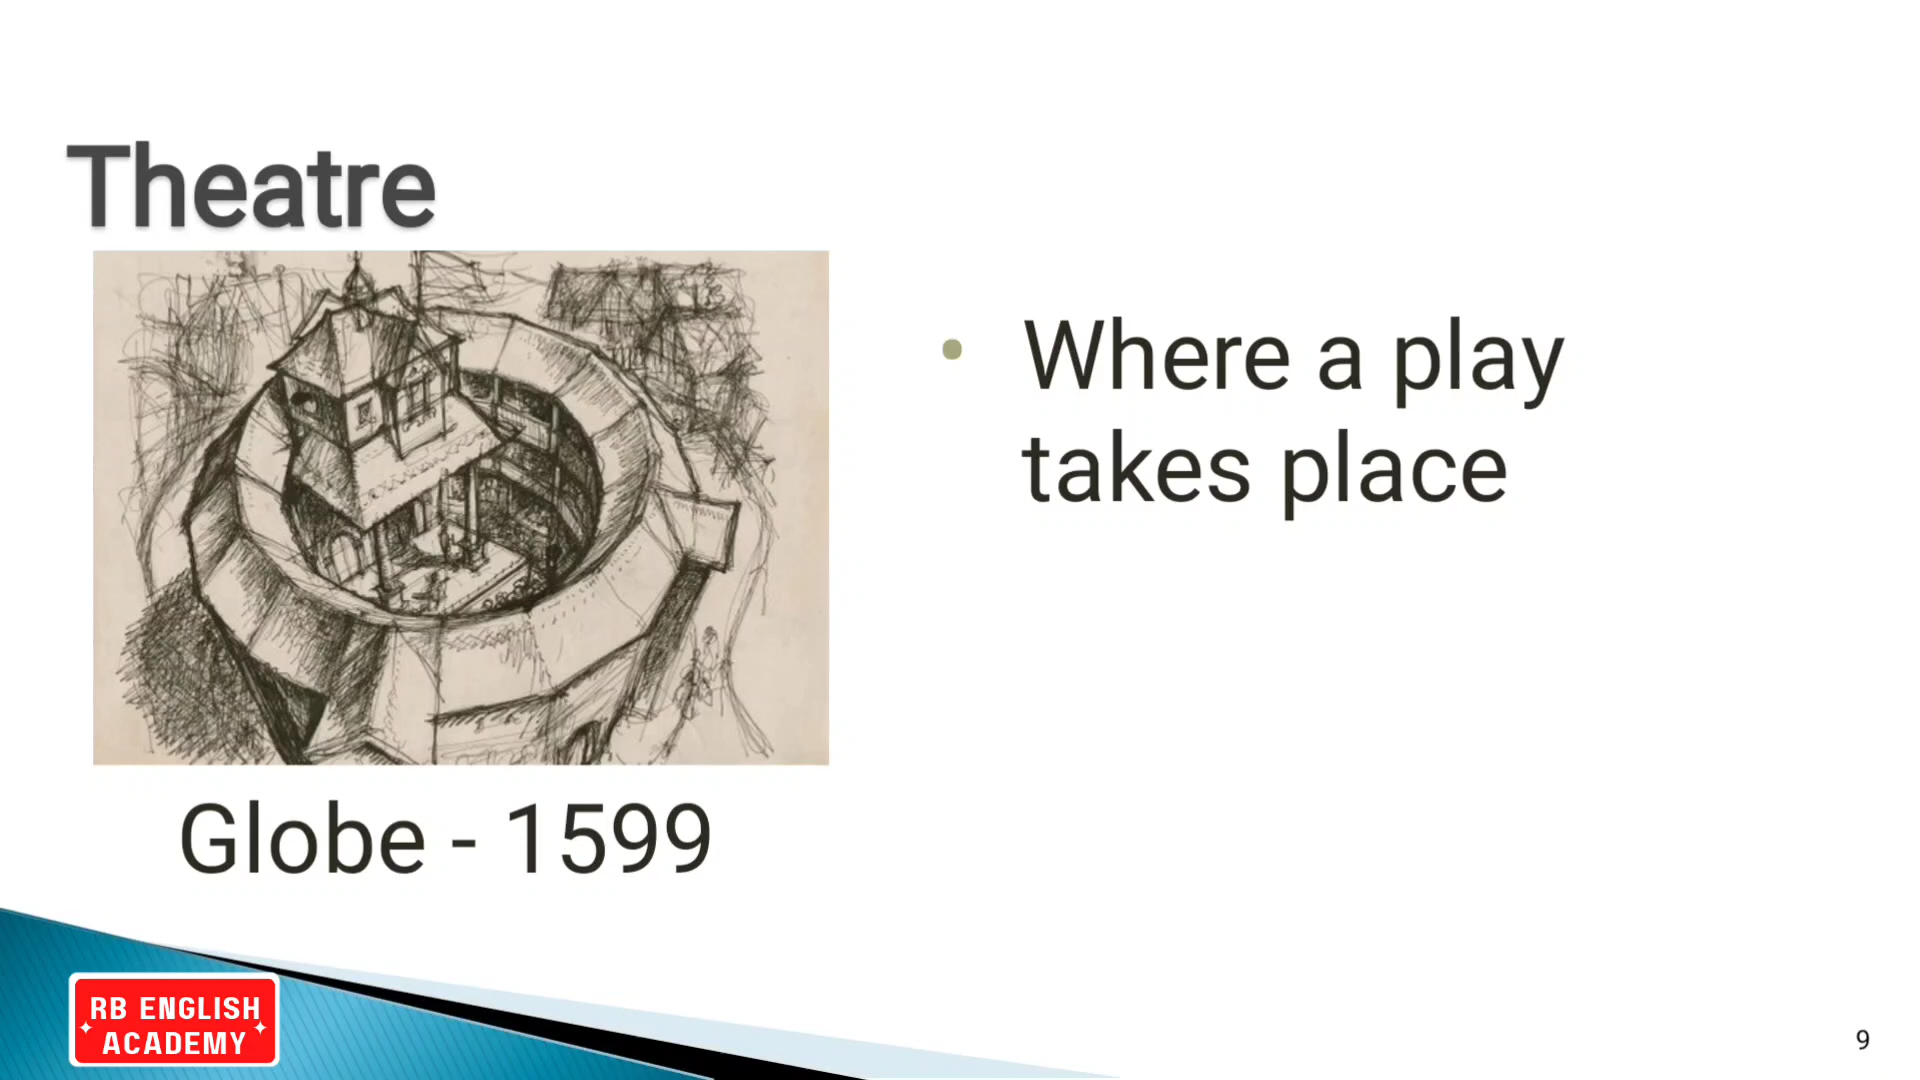 Theatre
Where a play
takes place
Globe - 1599
RB ENGLISH
ACADEMY
9